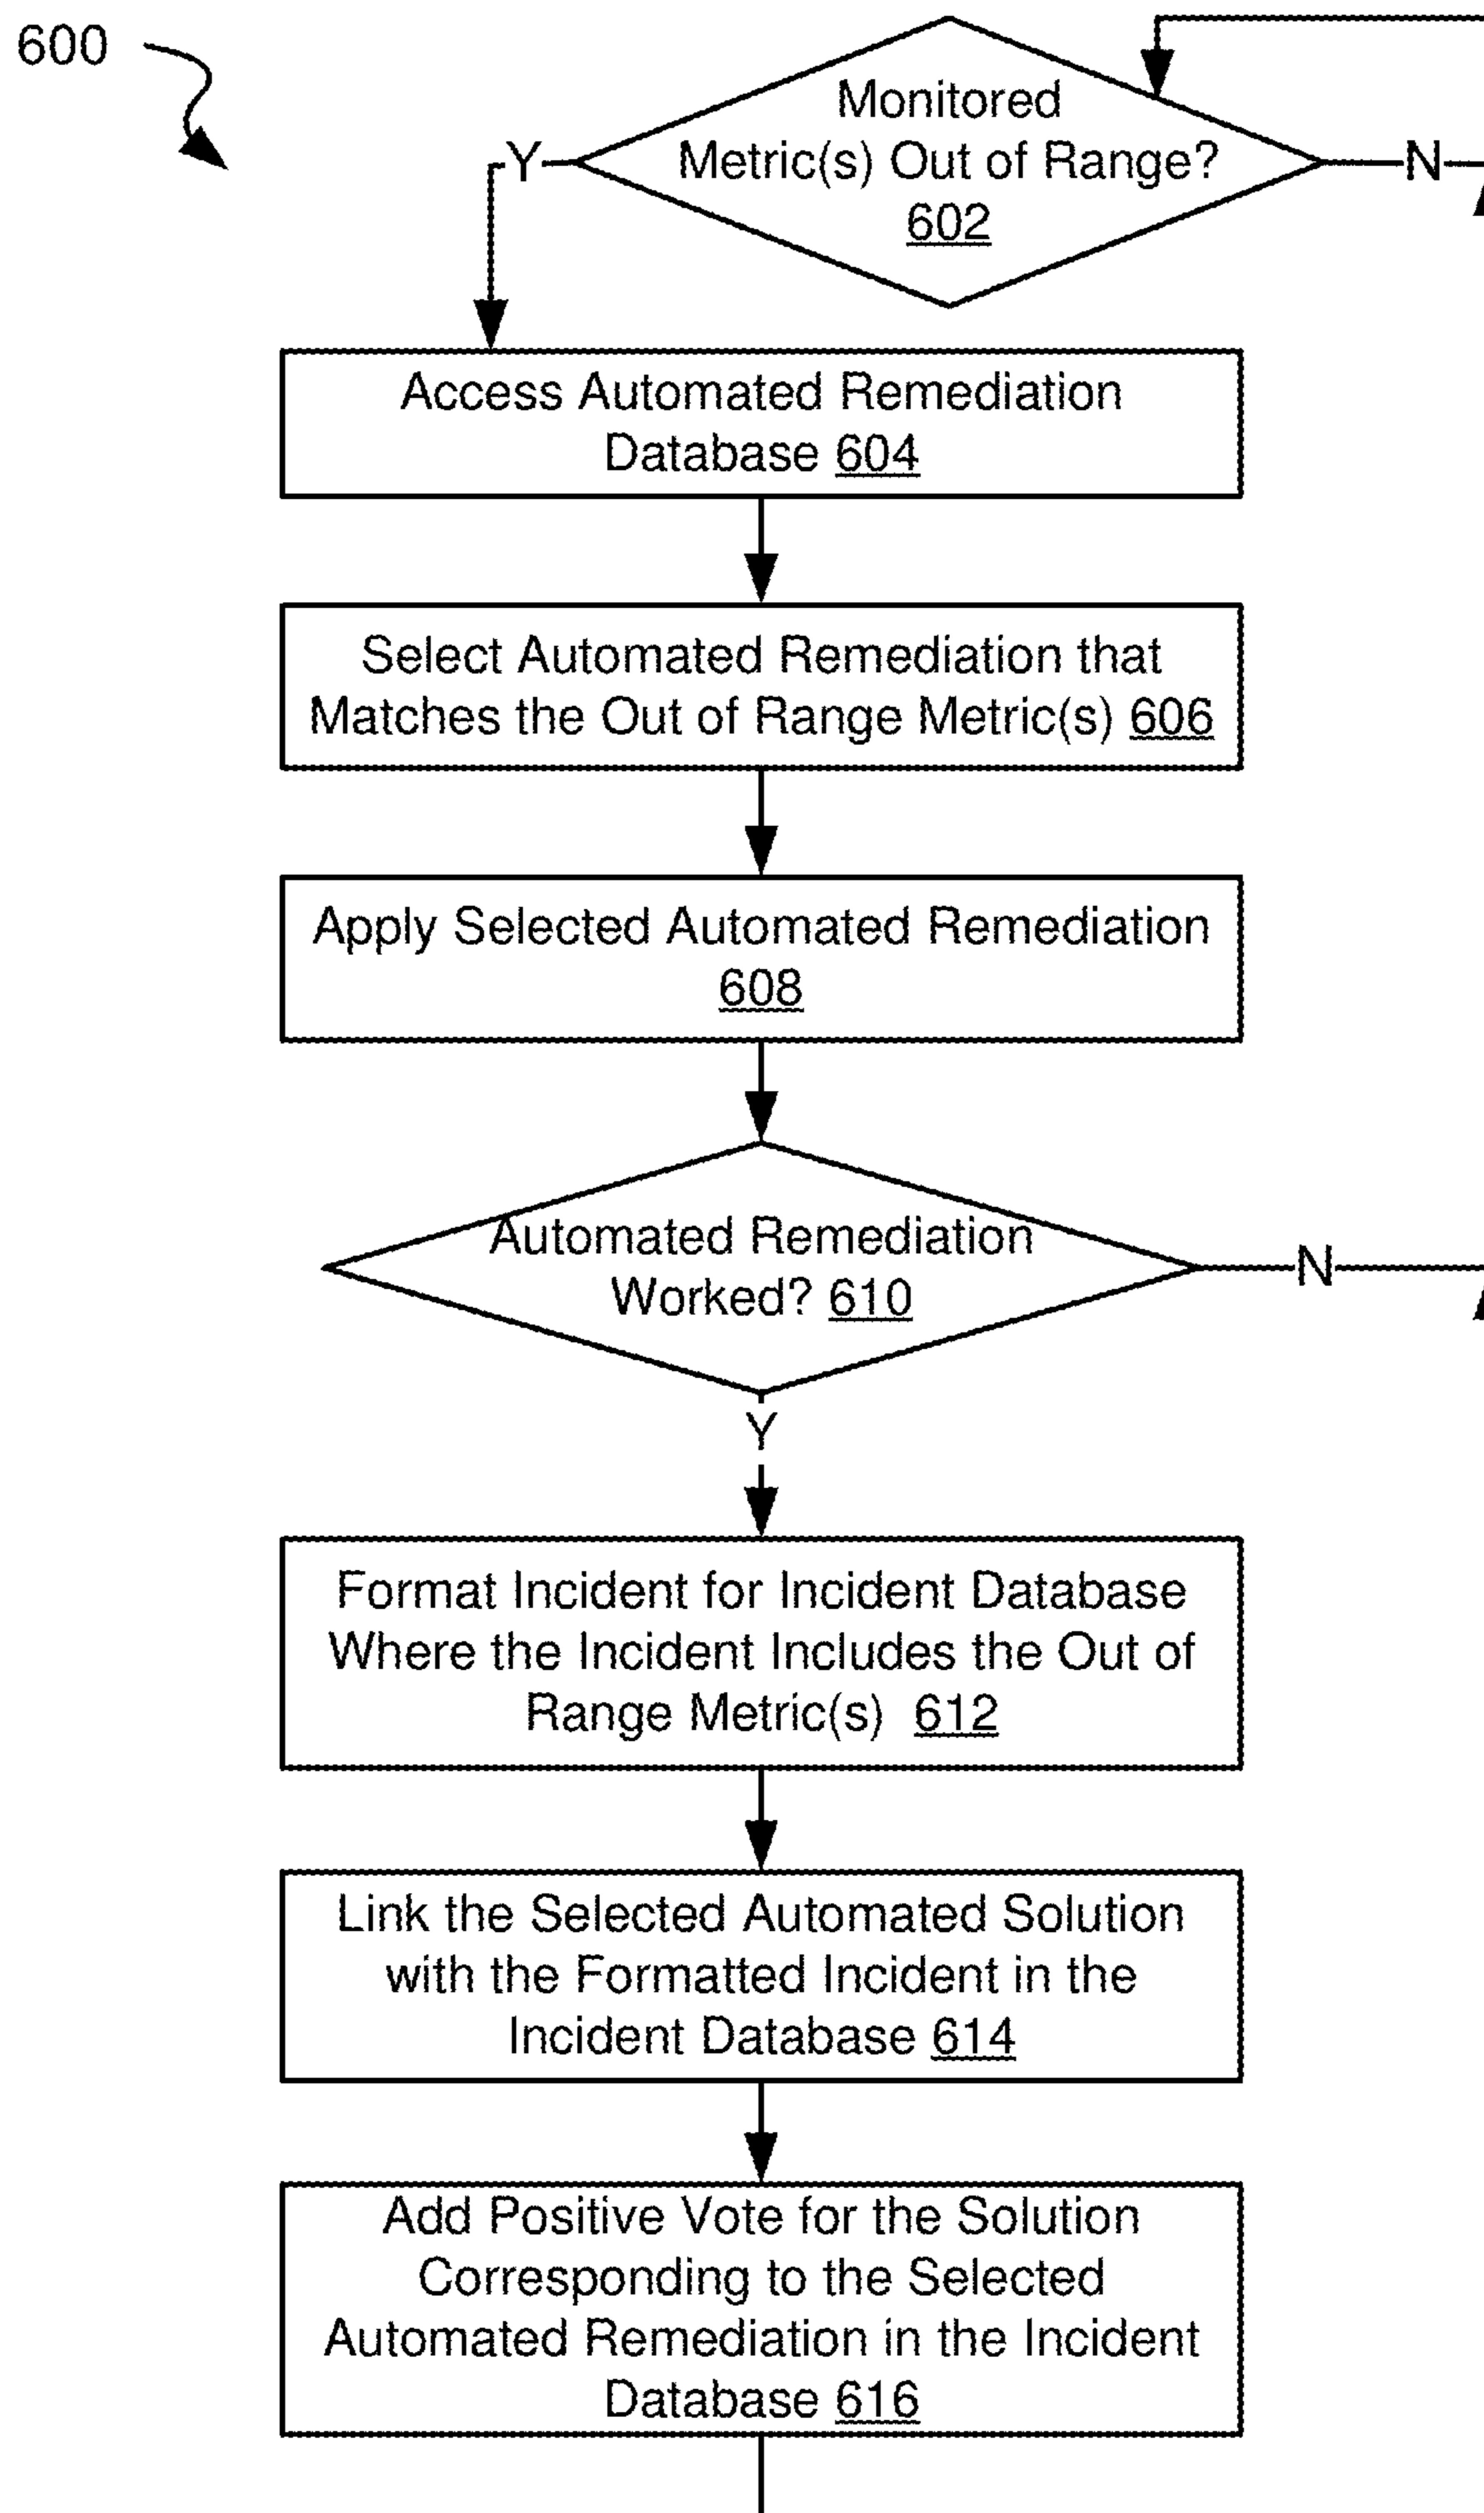 600
Monitored
Metric(s) Out of Range?
602
Y
N
Access Automated Remediation
Database 604
Select Automated Remediation that
Matches the Out of Range Metric(s) 606
Apply Selected Automated Remediation
608
Automated Remediation
Worked? 610
N
Y
Format Incident for Incident Database
Where the Incident Includes the Out of
Range Metric(s) 612
Link the Selected Automated Solution
with the Formatted Incident in the
Incident Database 614
Add Positive Vote for the Solution
Corresponding to the Selected
Automated Remediation in the Incident
Database 616